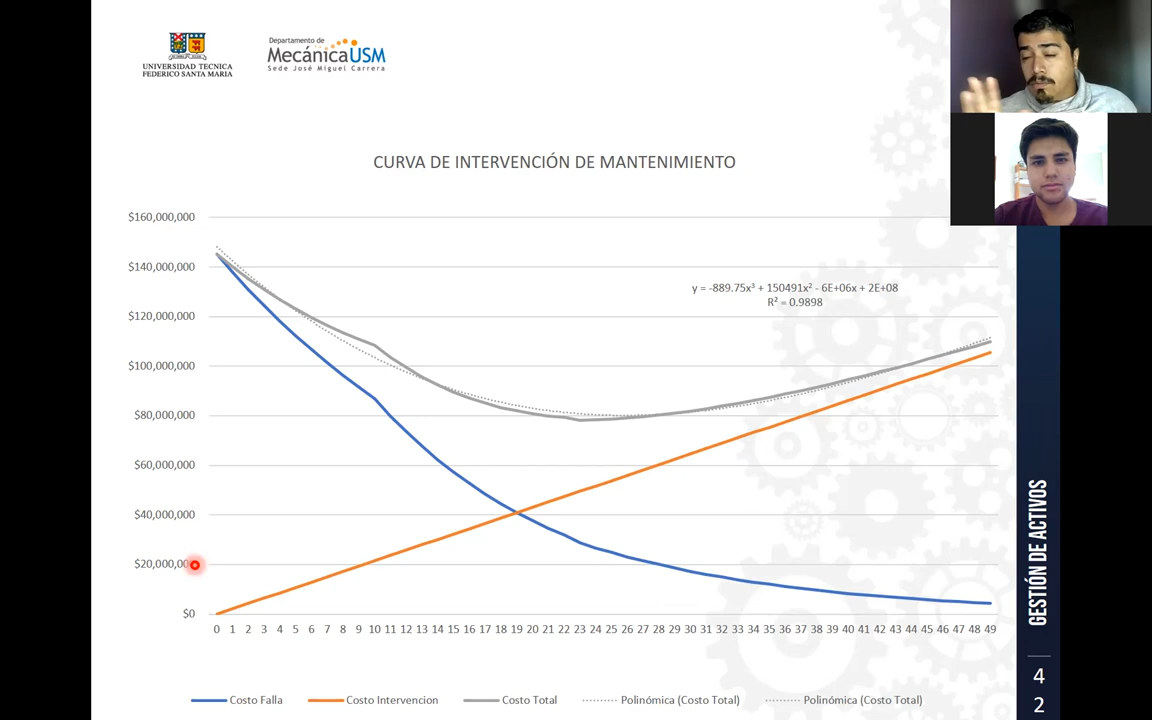 UNIVERSIDAD TECNICA
FEDERICO SANTA MARIA
Departamento de
MecánicaUSM
Sede José Miguel Carrera
CURVA DE INTERVENCIÓN DE MANTENIMIENTO
$160,000,000
$140,000,000
$120,000,000
$100,000,000
$80,000,000
$60,000,000
$40,000,000
$20,000,000
$0
y = -889.75x³ + 150491x² - 6E+06x + 2E+08
R² = 0.9898
0 1 2 3 4 5 6 7 8 9 10 11 12 13 14 15 16 17 18 19 20 21 22 23 24 25 26 27 28 29 30 31 32 33 34 35 36 37 38 39 40 41 42 43 44 45 46 47 48 49
Costo Falla
Costo Intervencion
Costo Total
Polinómica (Costo Total)
Polinómica (Costo Total)
GESTIÓN DE ACTIVOS
4
2